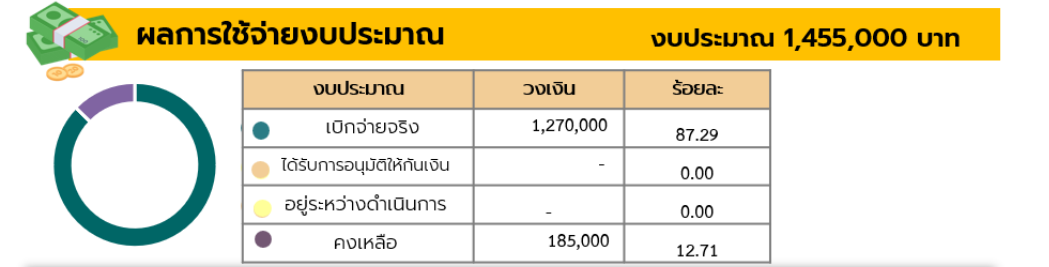 ผลการใช้จ่ายงบประมาณ
งบประมาณ 1,455,000 บาท
งบประมาณ วงเงิน ร้อยละ
เบิกจ่ายจริง 1,270,000 87.29
ได้รับการอนุมัติให้กันเงิน - 0.00
อยู่ระหว่างดำเนินการ - 0.00
คงเหลือ 185,000 12.71